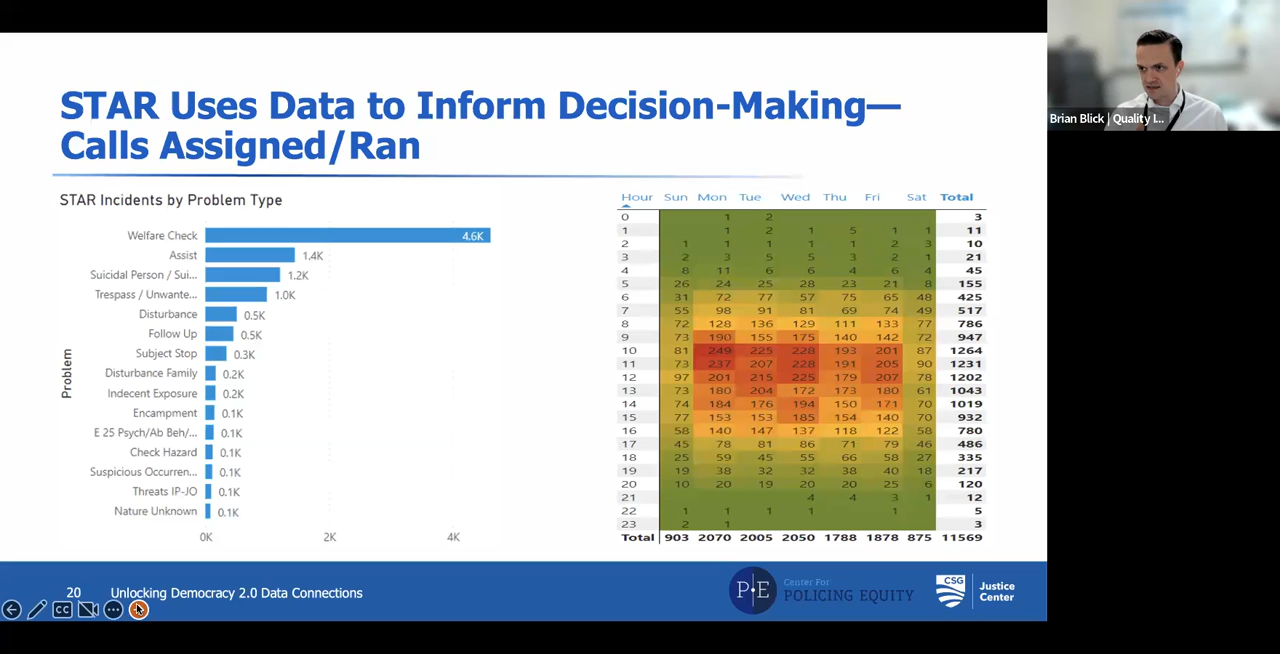 STAR Uses Data to Inform Decision-Making—
Calls Assigned/Ran
STAR Incidents by Problem Type
Problem
Welfare Check 4.6K
Assist 1.4K
Suicidal Person / Sui... 1.2K
Trespass / Unwante... 1.0K
Disturbance 0.5K
Follow Up 0.5K
Subject Stop 0.3K
Disturbance Family 0.2K
Indecent Exposure 0.2K
Encampment 0.1K
E 25 Psych/Ab Beh/... 0.1K
Check Hazard 0.1K
Suspicious Occurren... 0.1K
Threats IP-JO 0.1K
Nature Unknown 0.1K
0K 2K 4K
Hour Sun Mon Tue Wed Thu Fri Sat Total
0 1 2 3
1 1 2 1 5 1 1 11
2 1 1 1 1 1 2 3 10
3 2 3 5 5 3 2 1 21
4 8 11 6 6 4 6 4 45
5 26 24 25 28 23 21 8 155
6 31 72 77 57 75 65 48 425
7 55 98 91 81 69 74 49 517
8 72 128 136 129 111 133 77 786
9 73 190 155 175 140 142 72 947
10 81 249 225 228 193 201 87 1264
11 73 237 207 228 191 205 90 1231
12 97 201 215 225 179 207 78 1202
13 73 180 204 172 173 180 61 1043
14 74 184 176 194 150 171 70 1019
15 77 153 153 185 154 140 70 932
16 58 140 147 137 118 122 58 780
17 45 78 81 86 71 79 46 486
18 25 59 45 55 66 58 27 335
19 19 38 32 32 38 40 18 217
20 10 20 19 20 20 25 6 120
21 4 4 3 1 12
22 1 1 1 1 1 5
23 2 1 3
Total 903 2070 2005 2050 1788 1878 875 11569
20 Unlocking Democracy 2.0 Data Connections
P E
Center For
POLICING EQUITY
CSG
Justice
Center
CC
Brian Blick | Quality I...